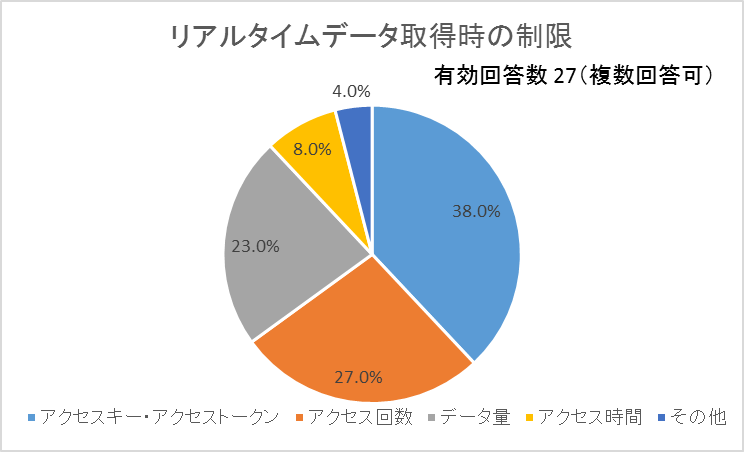 リアルタイムデータ取得時の制限
有効回答数 27（複数回答可）
4.0%
8.0%
38.0%
23.0%
27.0%
アクセスキー・アクセストークン アクセス回数 データ量 アクセス時間 その他